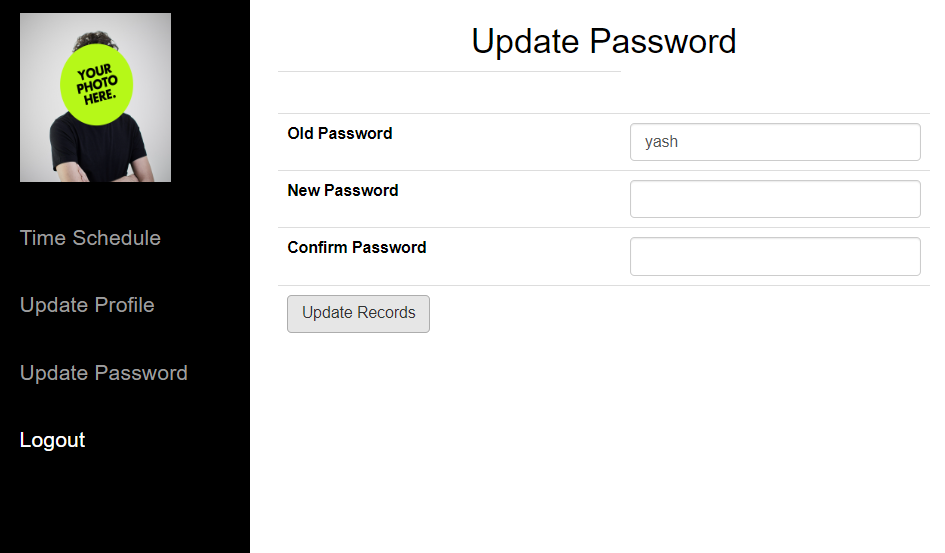 YOUR
PHOTO
HERE.
Time Schedule
Update Profile
Update Password
Logout
Update Password
Old Password
yash
New Password
Confirm Password
Update Records